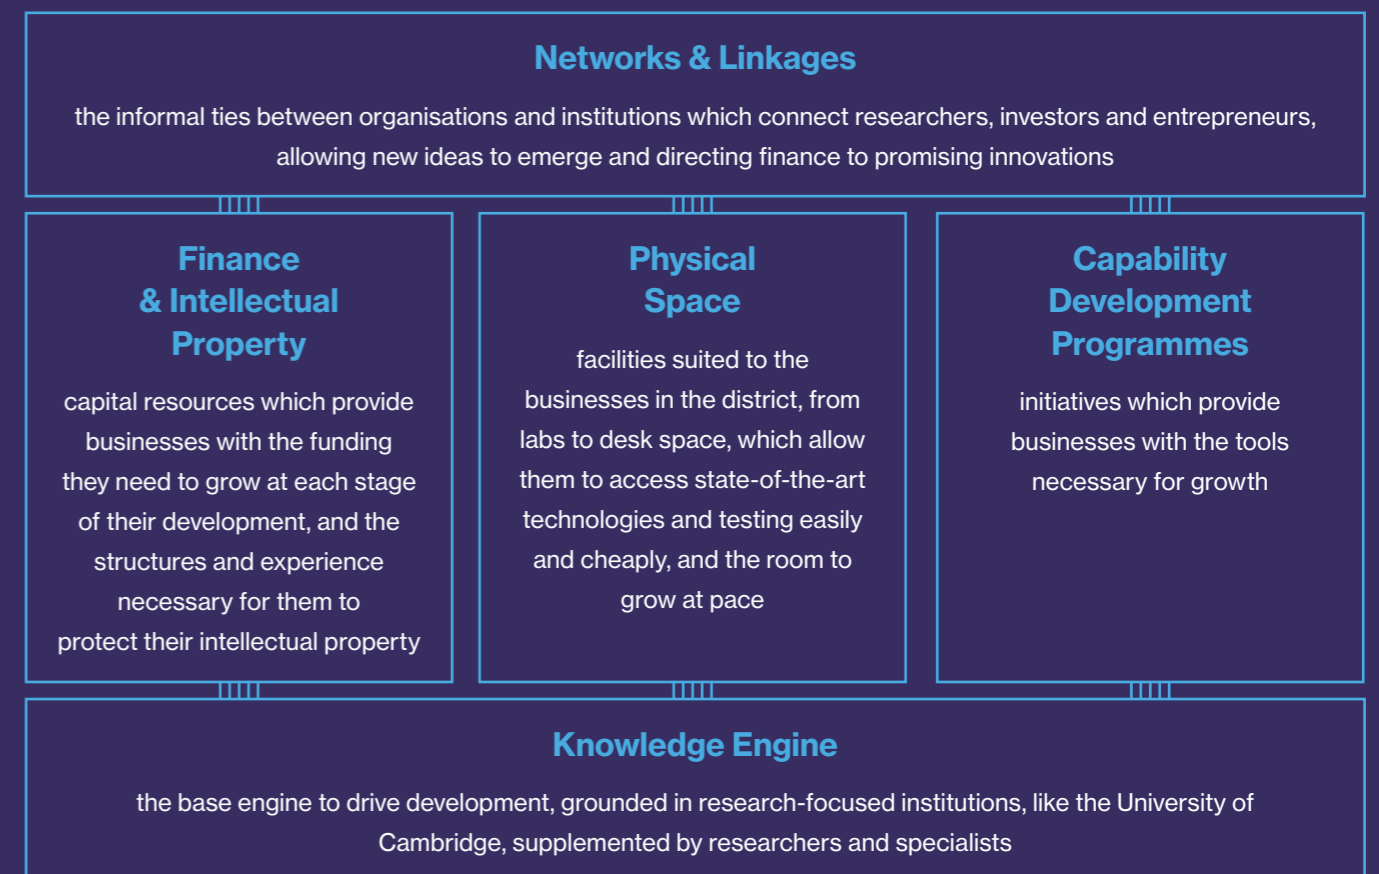 Networks & Linkages
the informal ties between organisations and institutions which connect researchers, investors and entrepreneurs,
allowing new ideas to emerge and directing finance to promising innovations
Finance
& Intellectual
Property
capital resources which provide
businesses with the funding
they need to grow at each stage
of their development, and the
structures and experience
necessary for them to
protect their intellectual property
Physical
Space
facilities suited to the
businesses in the district, from
labs to desk space, which allow
them to access state-of-the-art
technologies and testing easily
and cheaply, and the room to
grow at pace
Capability
Development
Programmes
initiatives which provide
businesses with the tools
necessary for growth
Knowledge Engine
the base engine to drive development, grounded in research-focused institutions, like the University of
Cambridge, supplemented by researchers and specialists